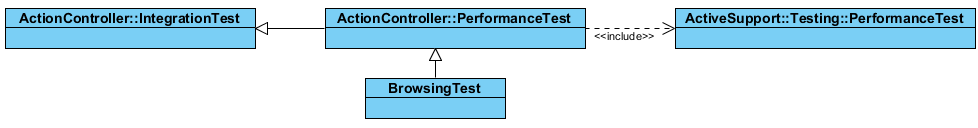 ActionController::IntegrationTest
ActionController::PerformanceTest
ActiveSupport::Testing::PerformanceTest
<<include>>
BrowsingTest